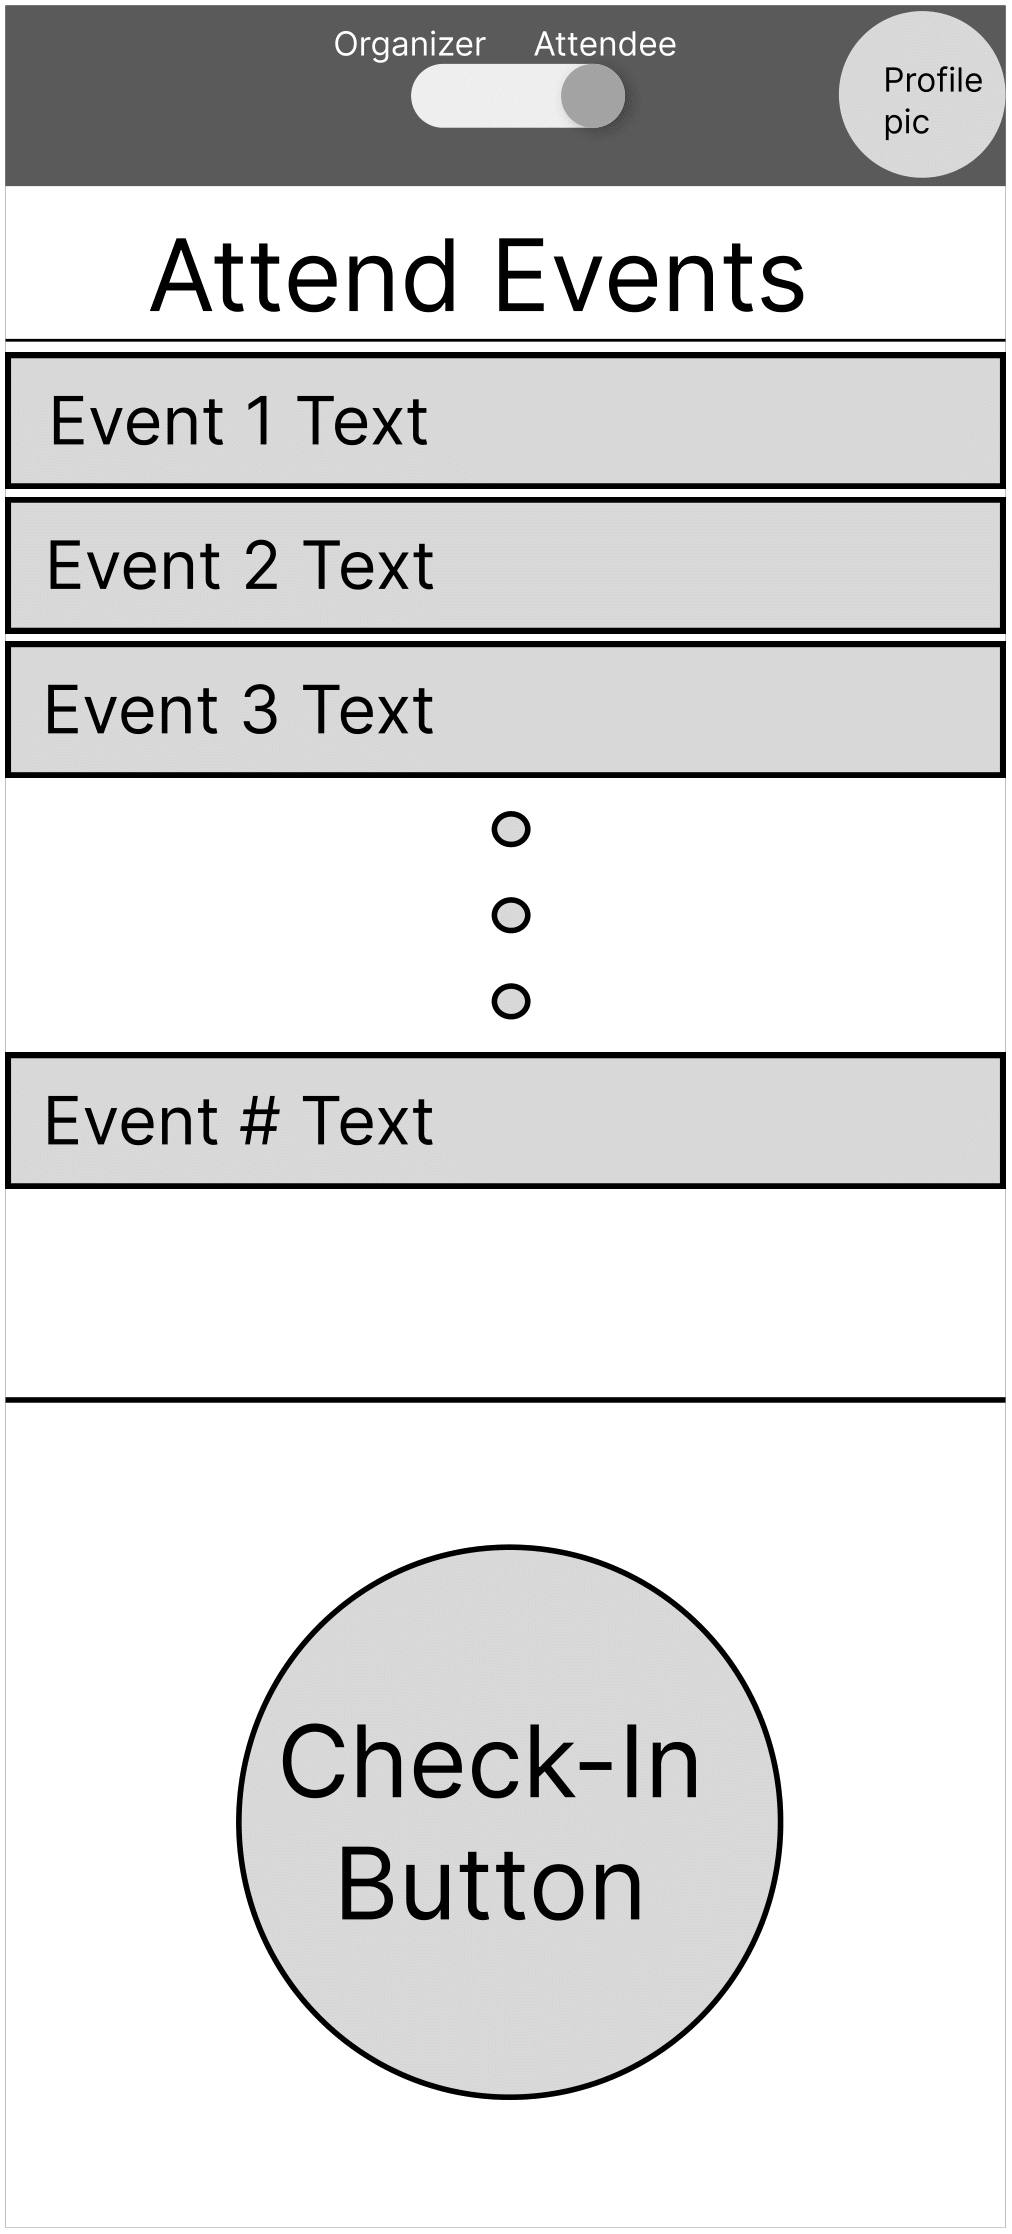 Organizer Attendee
Profile
pic
Attend Events
Event 1 Text
Event 2 Text
Event 3 Text
Event # Text
Check-In
Button